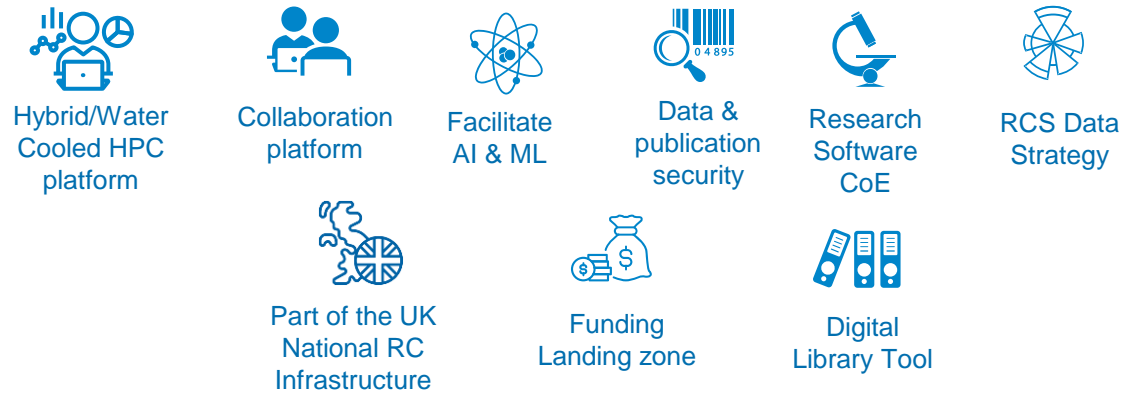 04895
Hybrid/Water
Cooled HPC
platform
Collaboration
platform
Facilitate
AI & ML
Data &
publication
security
Research
Software
CoE
RCS Data
Strategy
$
$
Part of the UK
National RC
Infrastructure
Funding
Landing zone
Digital
Library Tool